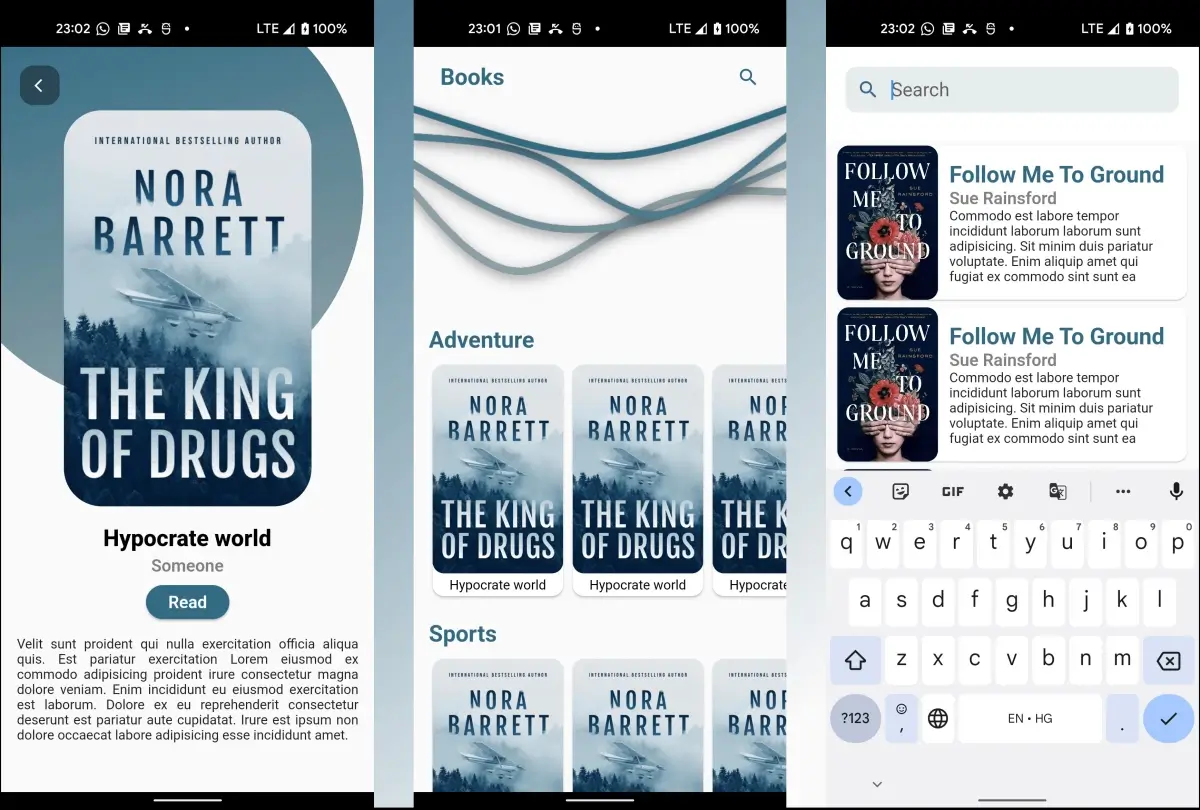 23:02
LTE 100%
INTERNATIONAL BESTSELLING AUTHOR
NORA
BARRETT
THE KING
OF DRUGS
Hypocrate world
Someone
Read
Velit sunt proident qui nulla exercitation officia aliqua
quis. Est pariatur exercitation Lorem eiusmod ex
commodo adipisicing proident irure consectetur magna
dolore veniam. Enim incididunt eu eiusmod exercitation
est laborum. Dolore ex eu reprehenderit consectetur
deserunt est pariatur aute cupidatat. Irure est ipsum non
dolore occaecat labore adipisicing esse incididunt amet.
23:01
LTE 100%
Books
Adventure
INTERNATIONAL BESTSELLING AUTHOR
NORA
BARRETT
THE KING
OF DRUGS
Hypocrate world
INTERNATIONAL BESTSELLING AUTHOR
NORA
BARRETT
THE KING
OF DRUGS
Hypocrate world
INTERNATIONAL BESTS
NOR
BARR
THE K
OF DR
Hypocrate
Sports
INTERNATIONAL BESTSELLING AUTHOR
NORA
BARRETT
INTERNATIONAL BESTSELLING AUTHOR
NORA
BARRETT
INTERNATIONAL BESTS
NOR
BARR
23:02
LTE 100%
Search
FOLLOW
ME
SUE
RAINSFORD
TO
GROUND
Follow Me To Ground
Sue Rainsford
Commodo est labore tempor
incididunt laborum laborum sunt
adipisicing. Sit minim duis pariatur
voluptate. Enim aliquip amet qui
fugiat ex commodo sint sunt ea
FOLLOW
ME
SUE
RAINSFORD
TO
GROUND
Follow Me To Ground
Sue Rainsford
Commodo est labore tempor
incididunt laborum laborum sunt
adipisicing. Sit minim duis pariatur
voluptate. Enim aliquip amet qui
fugiat ex commodo sint sunt ea
GIF
1 2 3 4 5 6 7 8 9 0
q w e r t y u i o p
a s d f g h j k l
z x c v b n m
?123 , EN • HG .